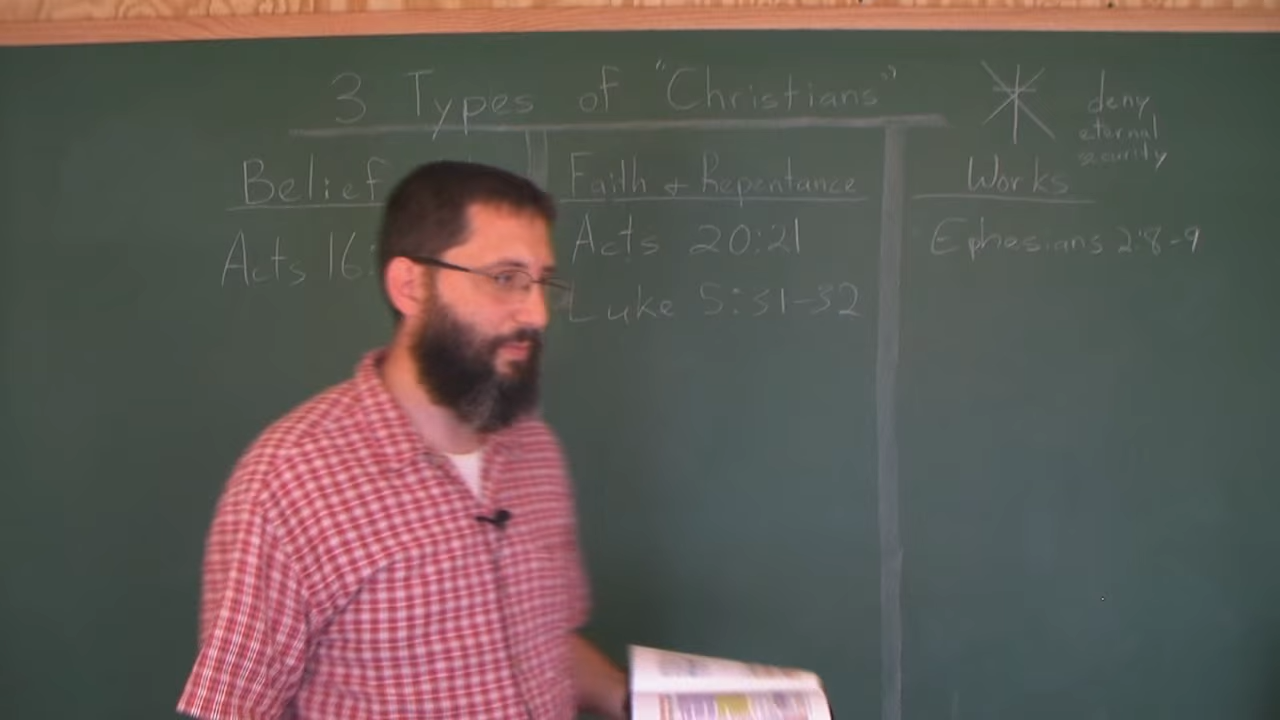 3 Types of "Christians"
deny
eternal
security
Belief
Faith & Repentance
Works
Acts 16:
Acts 20:21
Ephesians 2:8-9
Luke 5:31-32